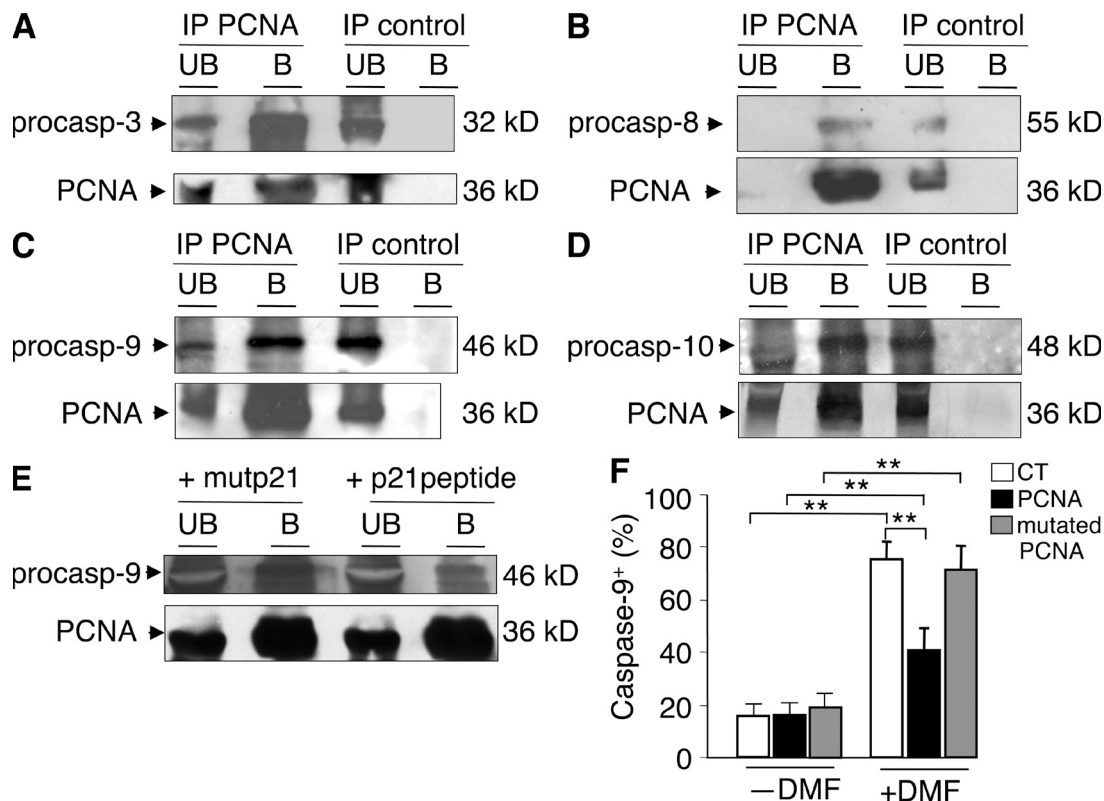 A
IP PCNA IP control
UB B UB B
procasp-3 32 kD
PCNA 36 kD
B
IP PCNA IP control
UB B UB B
procasp-8 55 kD
PCNA 36 kD
C
IP PCNA IP control
UB B UB B
procasp-9 46 kD
PCNA 36 kD
D
IP PCNA IP control
UB B UB B
procasp-10 48 kD
PCNA 36 kD
E
+ mutp21 + p21peptide
UB B UB B
procasp-9 46 kD
PCNA 36 kD
F
CT
PCNA
mutated
PCNA
**
**
** **
Caspase-9+ (%)
100
80
60
40
20
0
—DMF +DMF